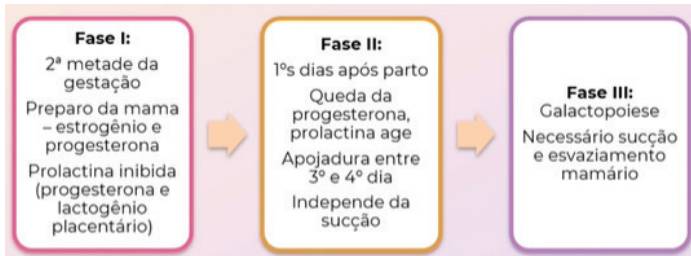 Fase I:
2ª metade da
gestação
Preparo da mama
– estrogênio e
progesterona
Prolactina inibida
(progesterona e
lactogênio
placentário)
Fase II:
1ºs dias após parto
Queda da
progesterona,
prolactina age
Apojadura entre
3º e 4º dia
Independe da
sucção
Fase III:
Galactopoiese
Necessário sucção
e esvaziamento
mamário